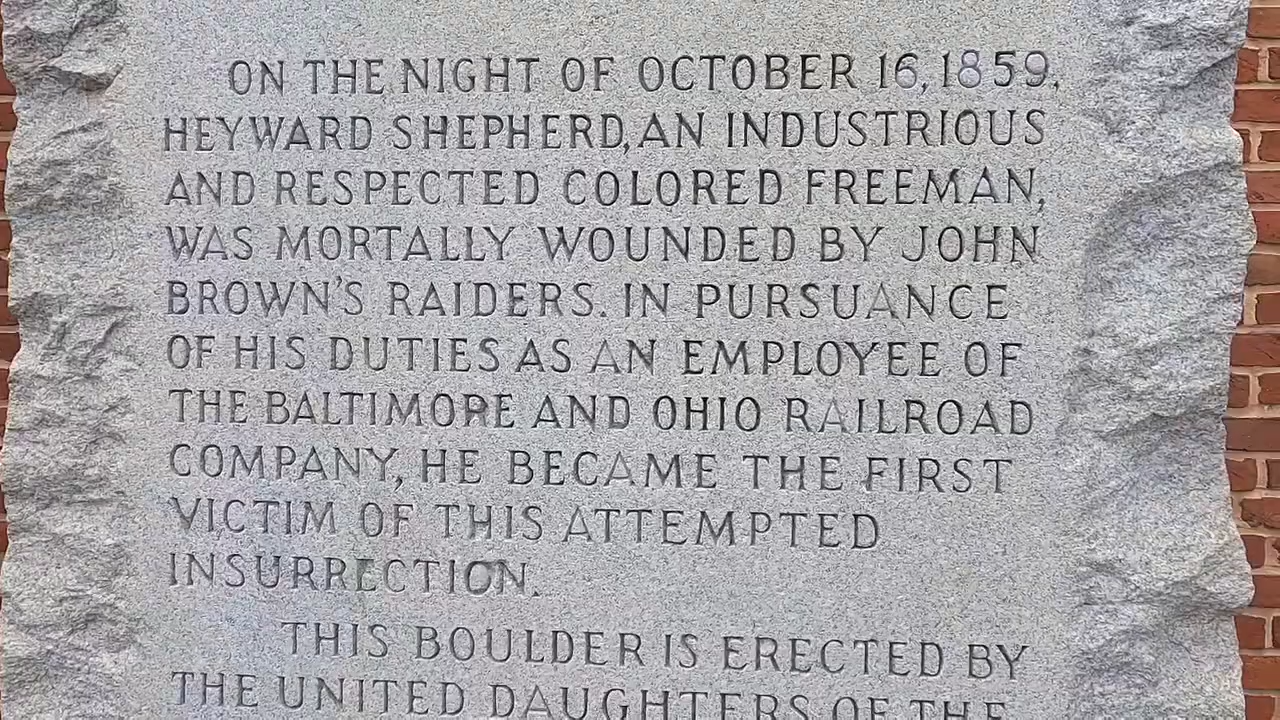 ON THE NIGHT OF OCTOBER 16, 1859,
HEYWARD SHEPHERD, AN INDUSTRIOUS
AND RESPECTED COLORED FREEMAN,
WAS MORTALLY WOUNDED BY JOHN
BROWN'S RAIDERS. IN PURSUANCE
OF HIS DUTIES AS AN EMPLOYEE OF
THE BALTIMORE AND OHIO RAILROAD
COMPANY, HE BECAME THE FIRST
VICTIM OF THIS ATTEMPTED
INSURRECTION.
THIS BOULDER IS ERECTED BY
THE UNITED DAUGHTERS OF THE